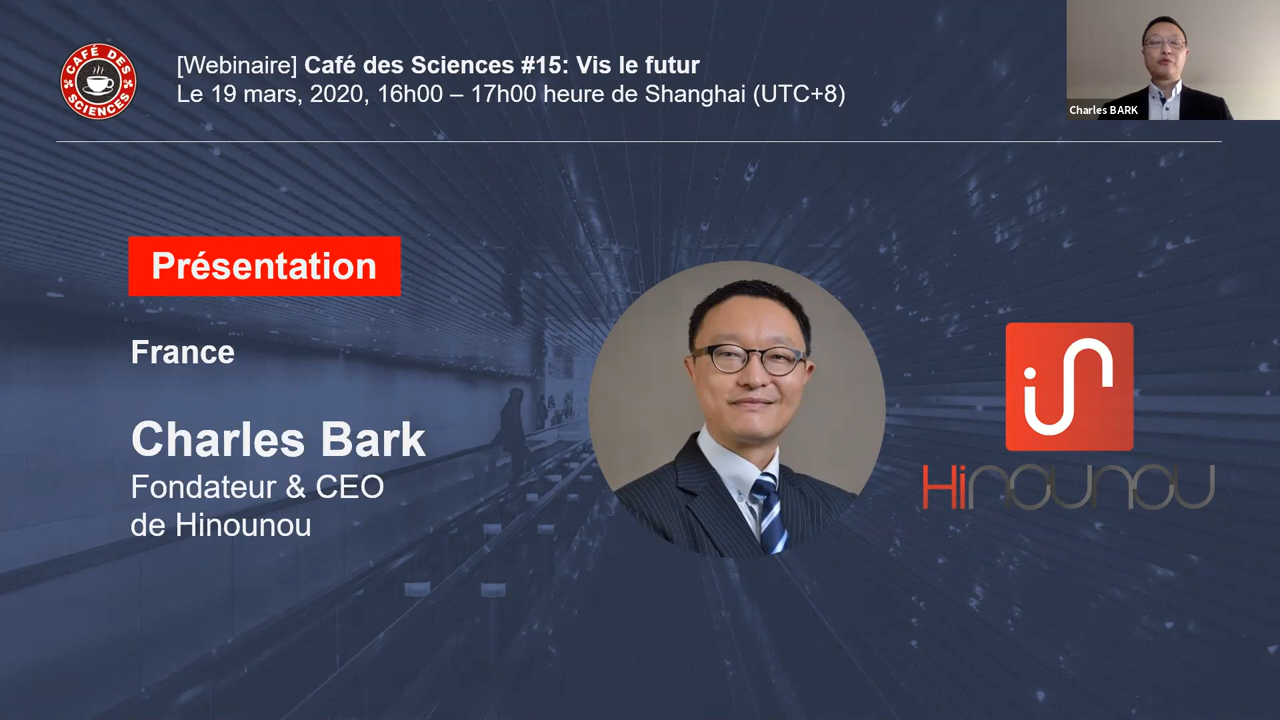 CAFÉ DES
SCIENCES
[Webinaire] Café des Sciences #15: Vis le futur
Le 19 mars, 2020, 16h00 – 17h00 heure de Shanghai (UTC+8)
Charles BARK
Présentation
France
Charles Bark
Fondateur & CEO
de Hinounou
Hinounou